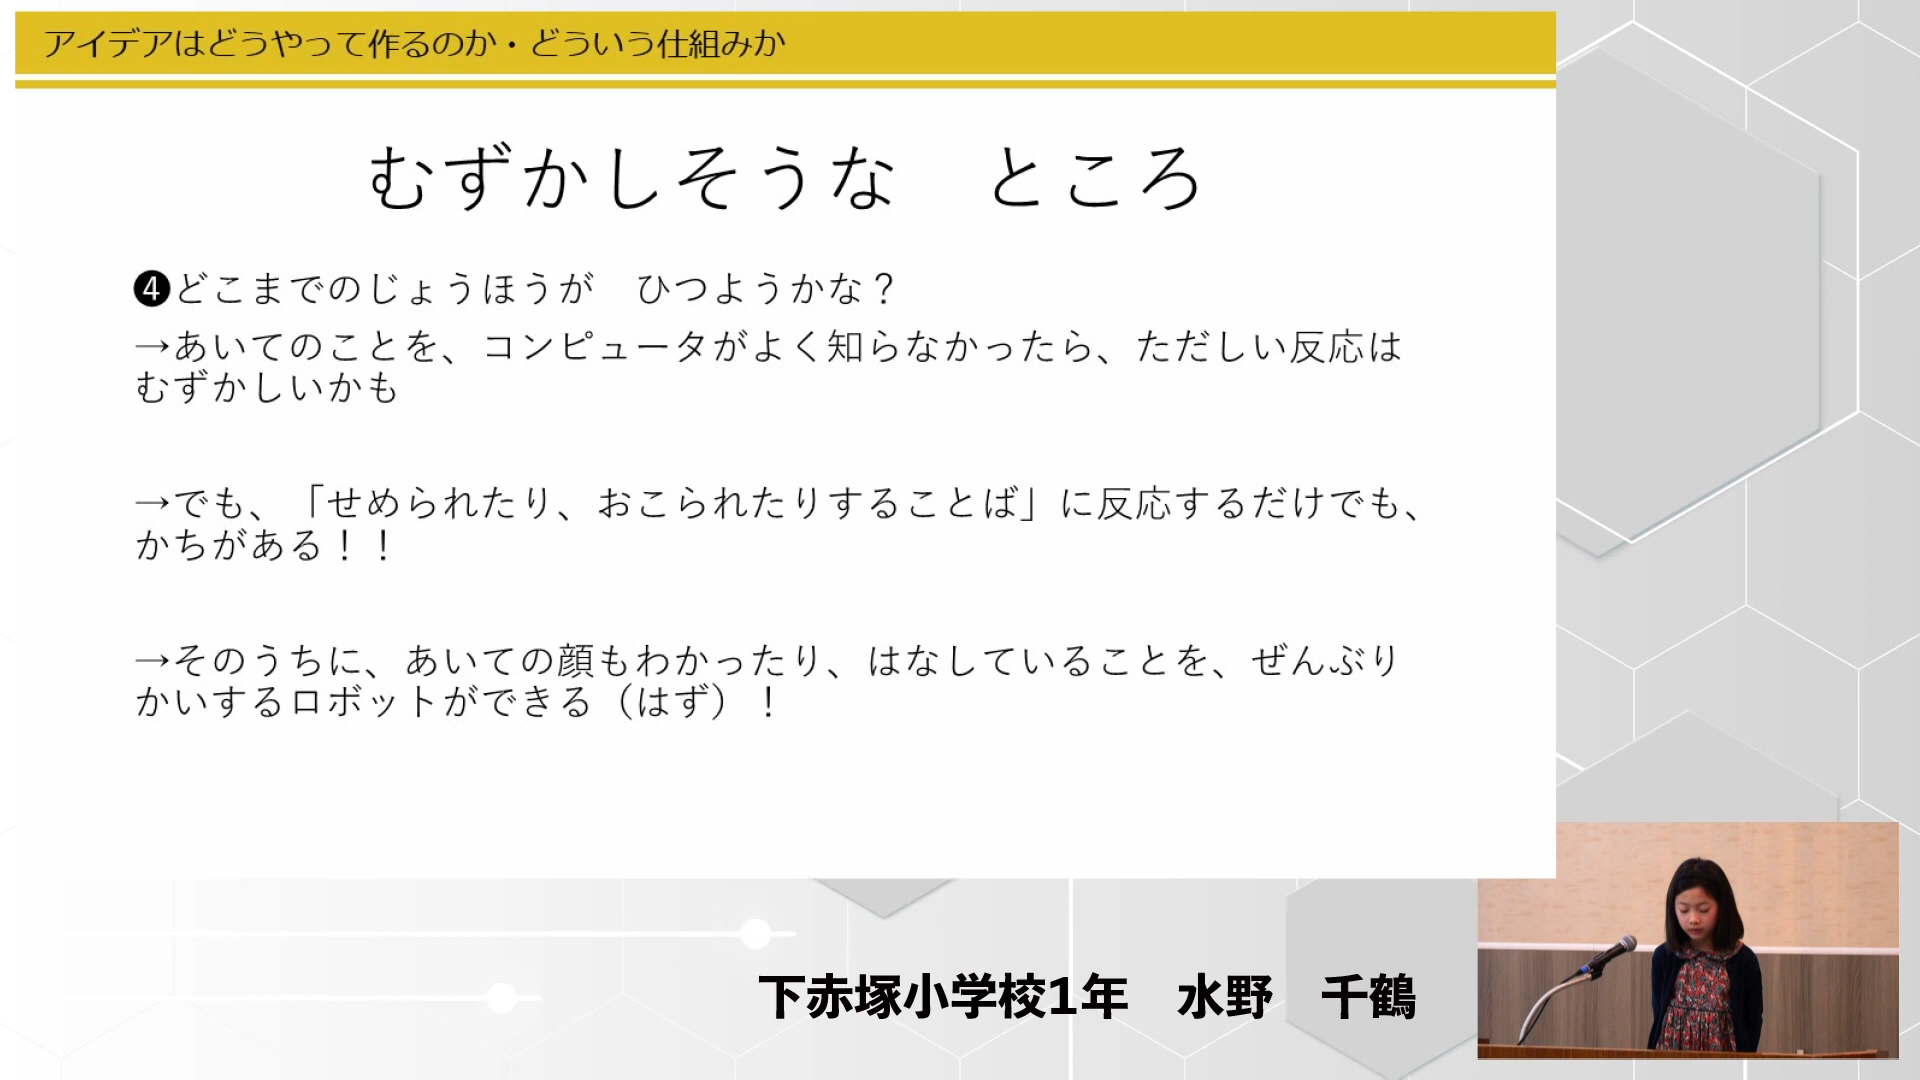 アイデアはどうやって作るのか・どういう仕組みか
むずかしそうな　ところ
❹どこまでのじょうほうが　ひつようかな？
→あいてのことを、コンピュータがよく知らなかったら、ただしい反応は
むずかしいかも
→でも、「せめられたり、おこられたりすることば」に反応するだけでも、
かちがある！！
→そのうちに、あいての顔もわかったり、はなしていることを、ぜんぶり
かいするロボットができる（はず）！
下赤塚小学校1年　水野　千鶴